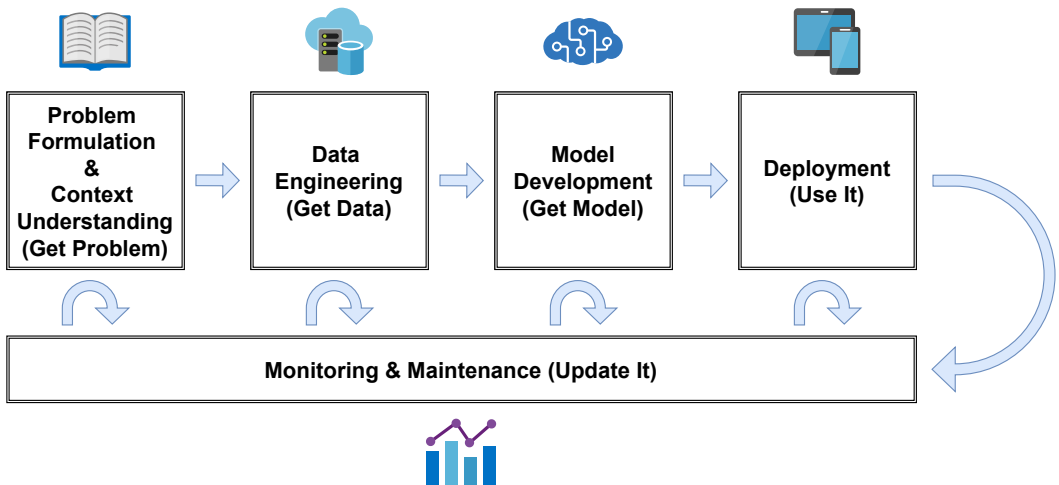 Problem
Formulation
&
Context
Understanding
(Get Problem)
Data
Engineering
(Get Data)
Model
Development
(Get Model)
Deployment
(Use It)
Monitoring & Maintenance (Update It)